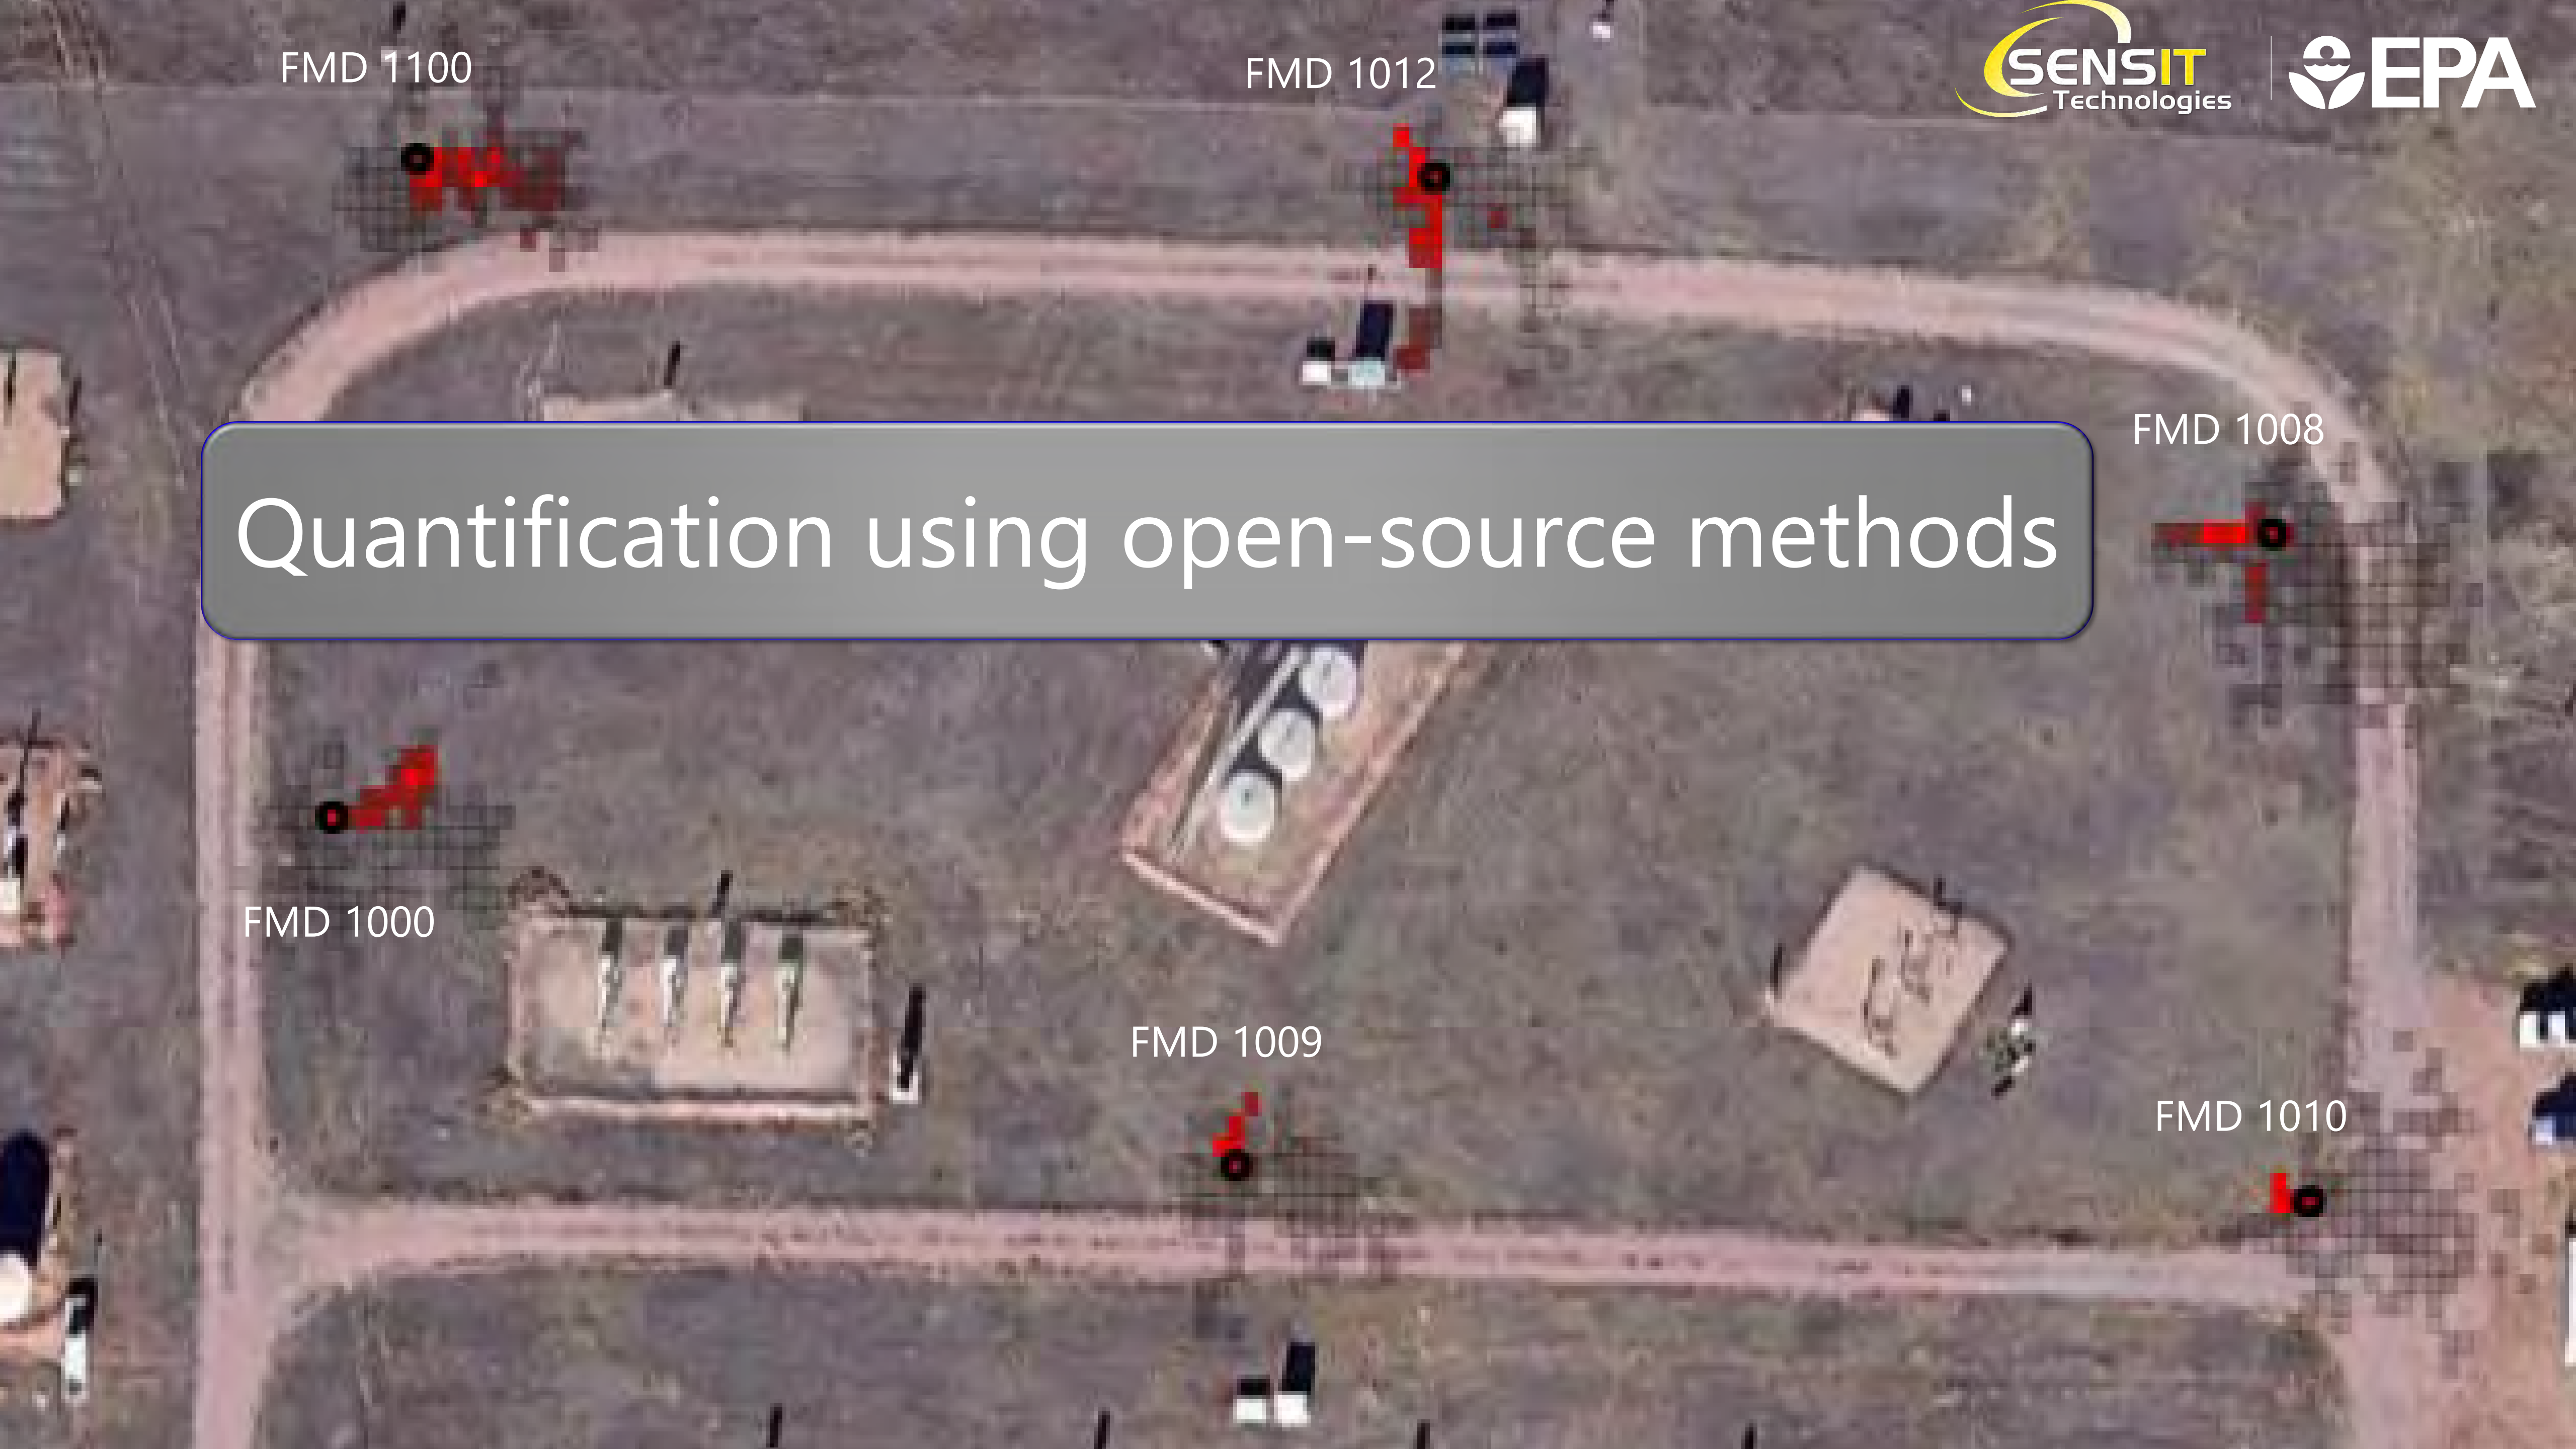 FMD 1100
FMD 1012
SENSIT
Technologies
EPA
FMD 1008
Quantification using open-source methods
FMD 1000
FMD 1009
FMD 1010